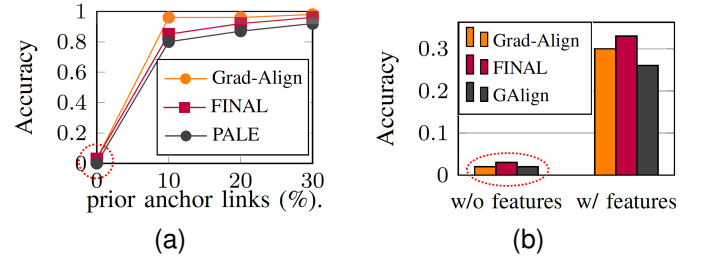 1
0.8
0.6
0.4
0.2
0
Accuracy
Grad-Align
FINAL
PALE
0 10 20 30
prior anchor links (%).
(a)
0.3
0.2
0.1
0
Accuracy
Grad-Align
FINAL
GAlign
w/o features w/ features
(b)